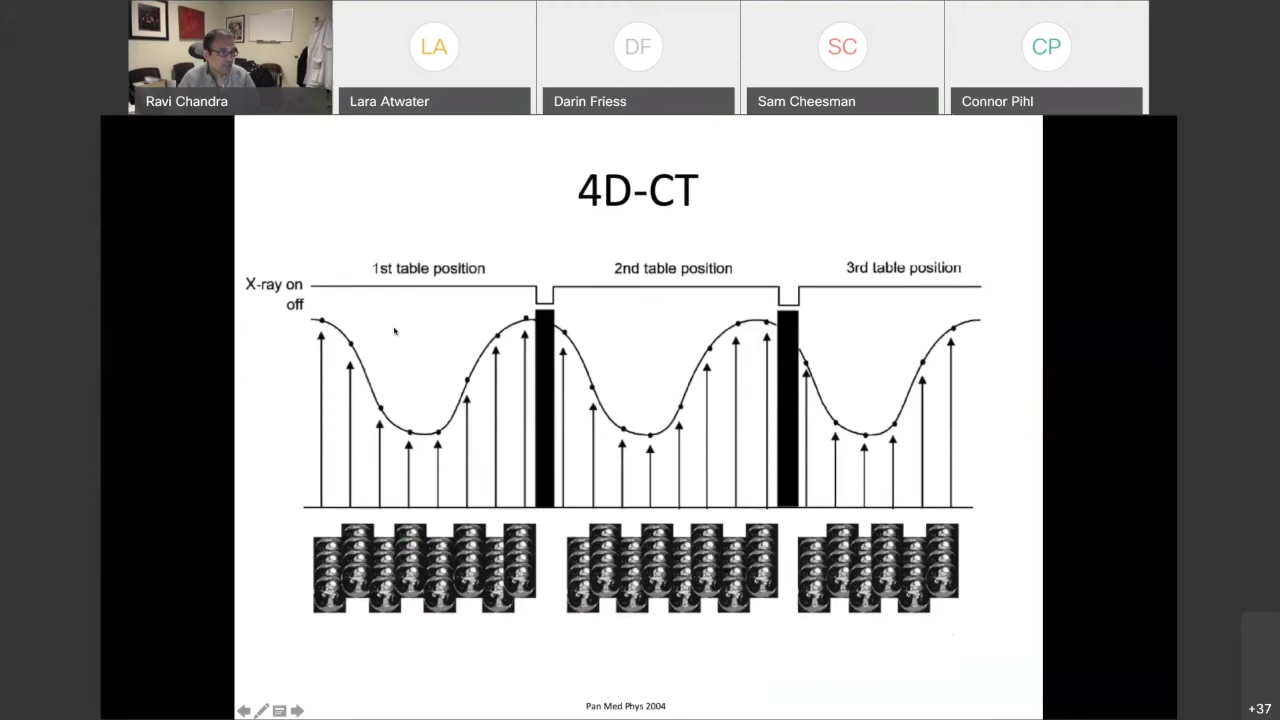 LA
DF
SC
CP
Ravi Chandra
Lara Atwater
Darin Friess
Sam Cheesman
Connor Pihl
4D-CT
1st table position
2nd table position
3rd table position
X-ray on
off
Pan Med Phys 2004
+37